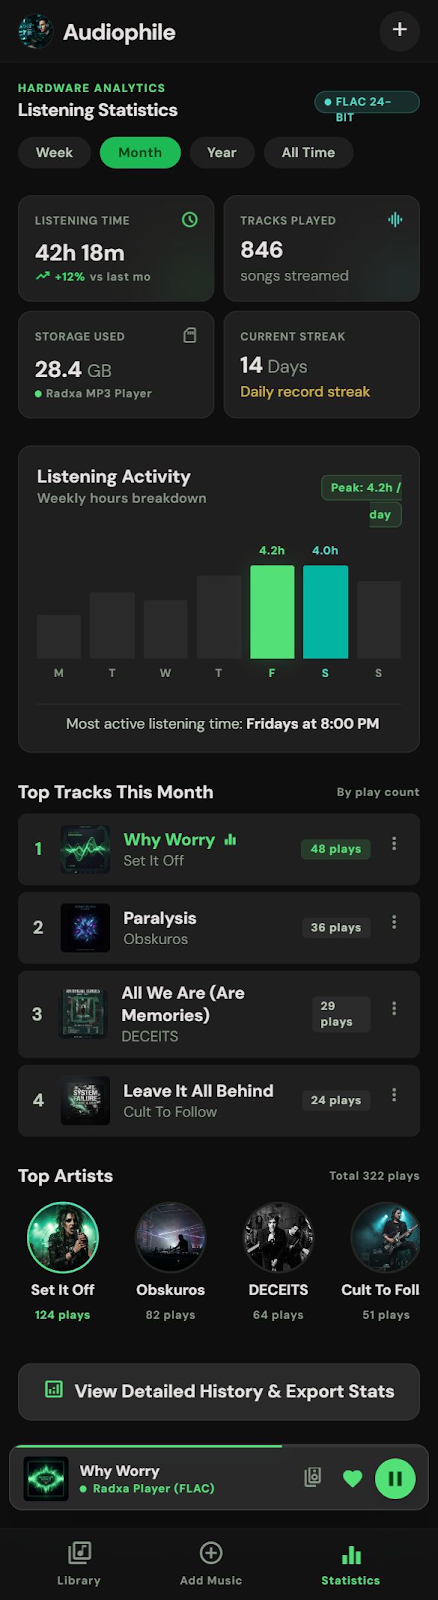 Audiophile
+
HARDWARE ANALYTICS
Listening Statistics
FLAC 24-
BIT
Week
Month
Year
All Time
LISTENING TIME
42h 18m
+12% vs last mo
TRACKS PLAYED
846
songs streamed
STORAGE USED
28.4 GB
Radxa MP3 Player
CURRENT STREAK
14 Days
Daily record streak
Listening Activity
Weekly hours breakdown
Peak: 4.2h /
day
4.2h
4.0h
M
T
W
T
F
S
S
Most active listening time: Fridays at 8:00 PM
Top Tracks This Month
By play count
1
Why Worry
Set It Off
48 plays
2
Paralysis
Obskuros
36 plays
3
All We Are (Are
Memories)
DECEITS
29
plays
4
SYSTEM
FAILURE
Leave It All Behind
Cult To Follow
24 plays
Top Artists
Total 322 plays
Set It Off
124 plays
Obskuros
82 plays
DECEITS
64 plays
Cult To Foll
51 plays
View Detailed History & Export Stats
Why Worry
Radxa Player (FLAC)
Library
Add Music
Statistics